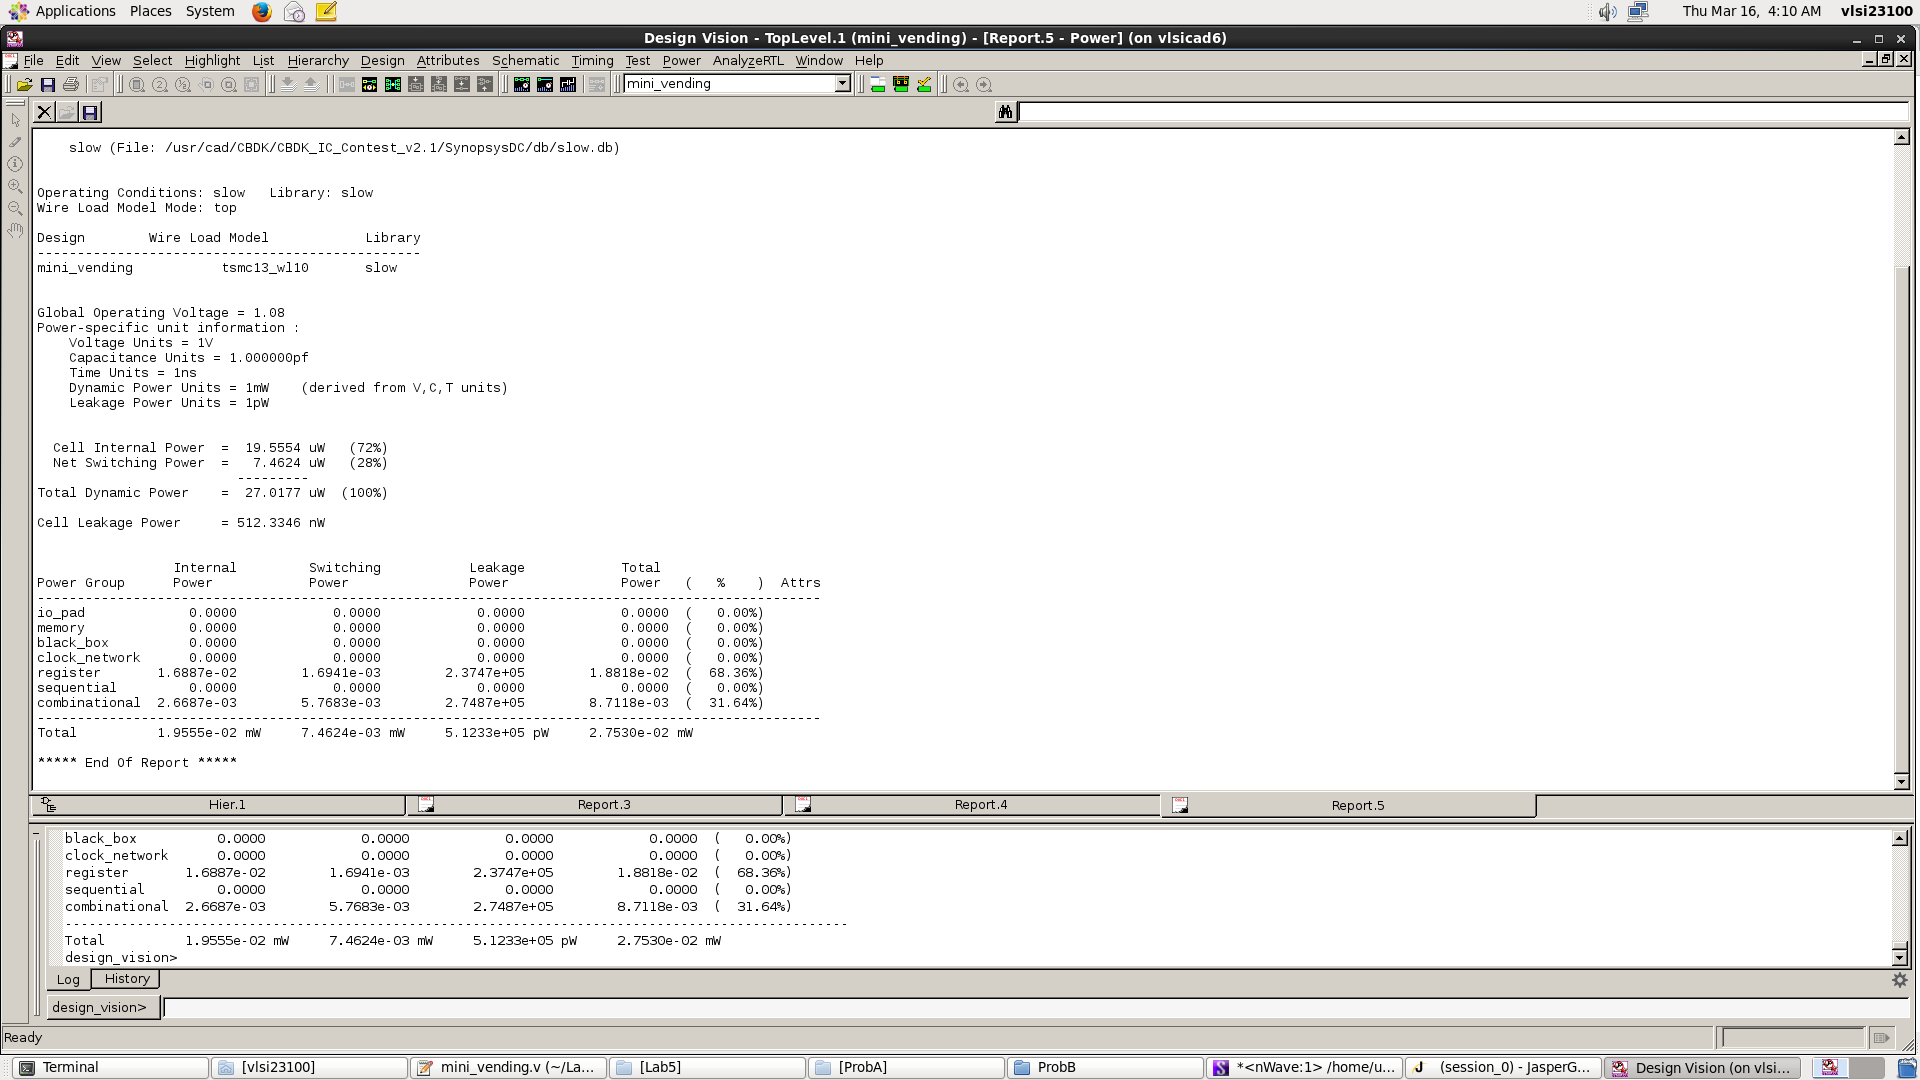 Applications Places System Thu Mar 16, 4:10 AM vlsi23100
Design Vision - TopLevel.1 (mini_vending) - [Report.5 - Power] (on vlsicad6)
File Edit View Select Highlight List Hierarchy Design Attributes Schematic Timing Test Power AnalyzeRTL Window Help
mini_vending
slow (File: /usr/cad/CBDK/CBDK_IC_Contest_v2.1/SynopsysDC/db/slow.db)
Operating Conditions: slow Library: slow
Wire Load Model Mode: top
Design Wire Load Model Library
------------------------------------------------
mini_vending tsmc13_wl10 slow
Global Operating Voltage = 1.08
Power-specific unit information :
Voltage Units = 1V
Capacitance Units = 1.000000pf
Time Units = 1ns
Dynamic Power Units = 1mW (derived from V,C,T units)
Leakage Power Units = 1pW
Cell Internal Power = 19.5554 uW (72%)
Net Switching Power = 7.4624 uW (28%)
---------
Total Dynamic Power = 27.0177 uW (100%)
Cell Leakage Power = 512.3346 nW
Internal Switching Leakage Total
Power Group Power Power Power Power ( % ) Attrs
--------------------------------------------------------------------------------------------------
io_pad 0.0000 0.0000 0.0000 0.0000 ( 0.00%)
memory 0.0000 0.0000 0.0000 0.0000 ( 0.00%)
black_box 0.0000 0.0000 0.0000 0.0000 ( 0.00%)
clock_network 0.0000 0.0000 0.0000 0.0000 ( 0.00%)
register 1.6887e-02 1.6941e-03 2.3747e+05 1.8818e-02 ( 68.36%)
sequential 0.0000 0.0000 0.0000 0.0000 ( 0.00%)
combinational 2.6687e-03 5.7683e-03 2.7487e+05 8.7118e-03 ( 31.64%)
--------------------------------------------------------------------------------------------------
Total 1.9555e-02 mW 7.4624e-03 mW 5.1233e+05 pW 2.7530e-02 mW
***** End Of Report *****
Hier.1 Report.3 Report.4 Report.5
black_box 0.0000 0.0000 0.0000 0.0000 ( 0.00%)
clock_network 0.0000 0.0000 0.0000 0.0000 ( 0.00%)
register 1.6887e-02 1.6941e-03 2.3747e+05 1.8818e-02 ( 68.36%)
sequential 0.0000 0.0000 0.0000 0.0000 ( 0.00%)
combinational 2.6687e-03 5.7683e-03 2.7487e+05 8.7118e-03 ( 31.64%)
--------------------------------------------------------------------------------------------------
Total 1.9555e-02 mW 7.4624e-03 mW 5.1233e+05 pW 2.7530e-02 mW
design_vision>
Log History
design_vision>
Ready
Terminal [vlsi23100] mini_vending.v (~/La... [Lab5] [ProbA] ProbB *<nWave:1> /home/u... (session_0) - JasperG... Design Vision (on vlsi...